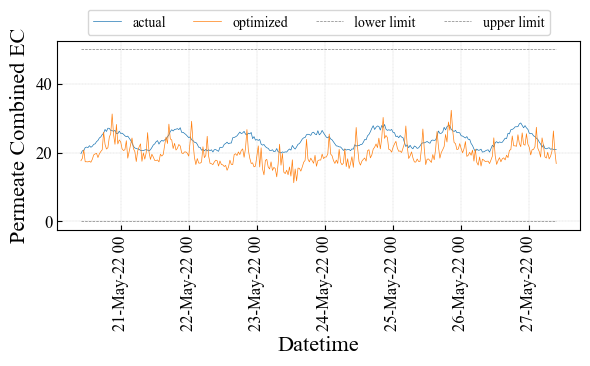 actual optimized lower limit upper limit
Permeate Combined EC
40
20
0
21-May-22 00
22-May-22 00
23-May-22 00
24-May-22 00
25-May-22 00
26-May-22 00
27-May-22 00
Datetime